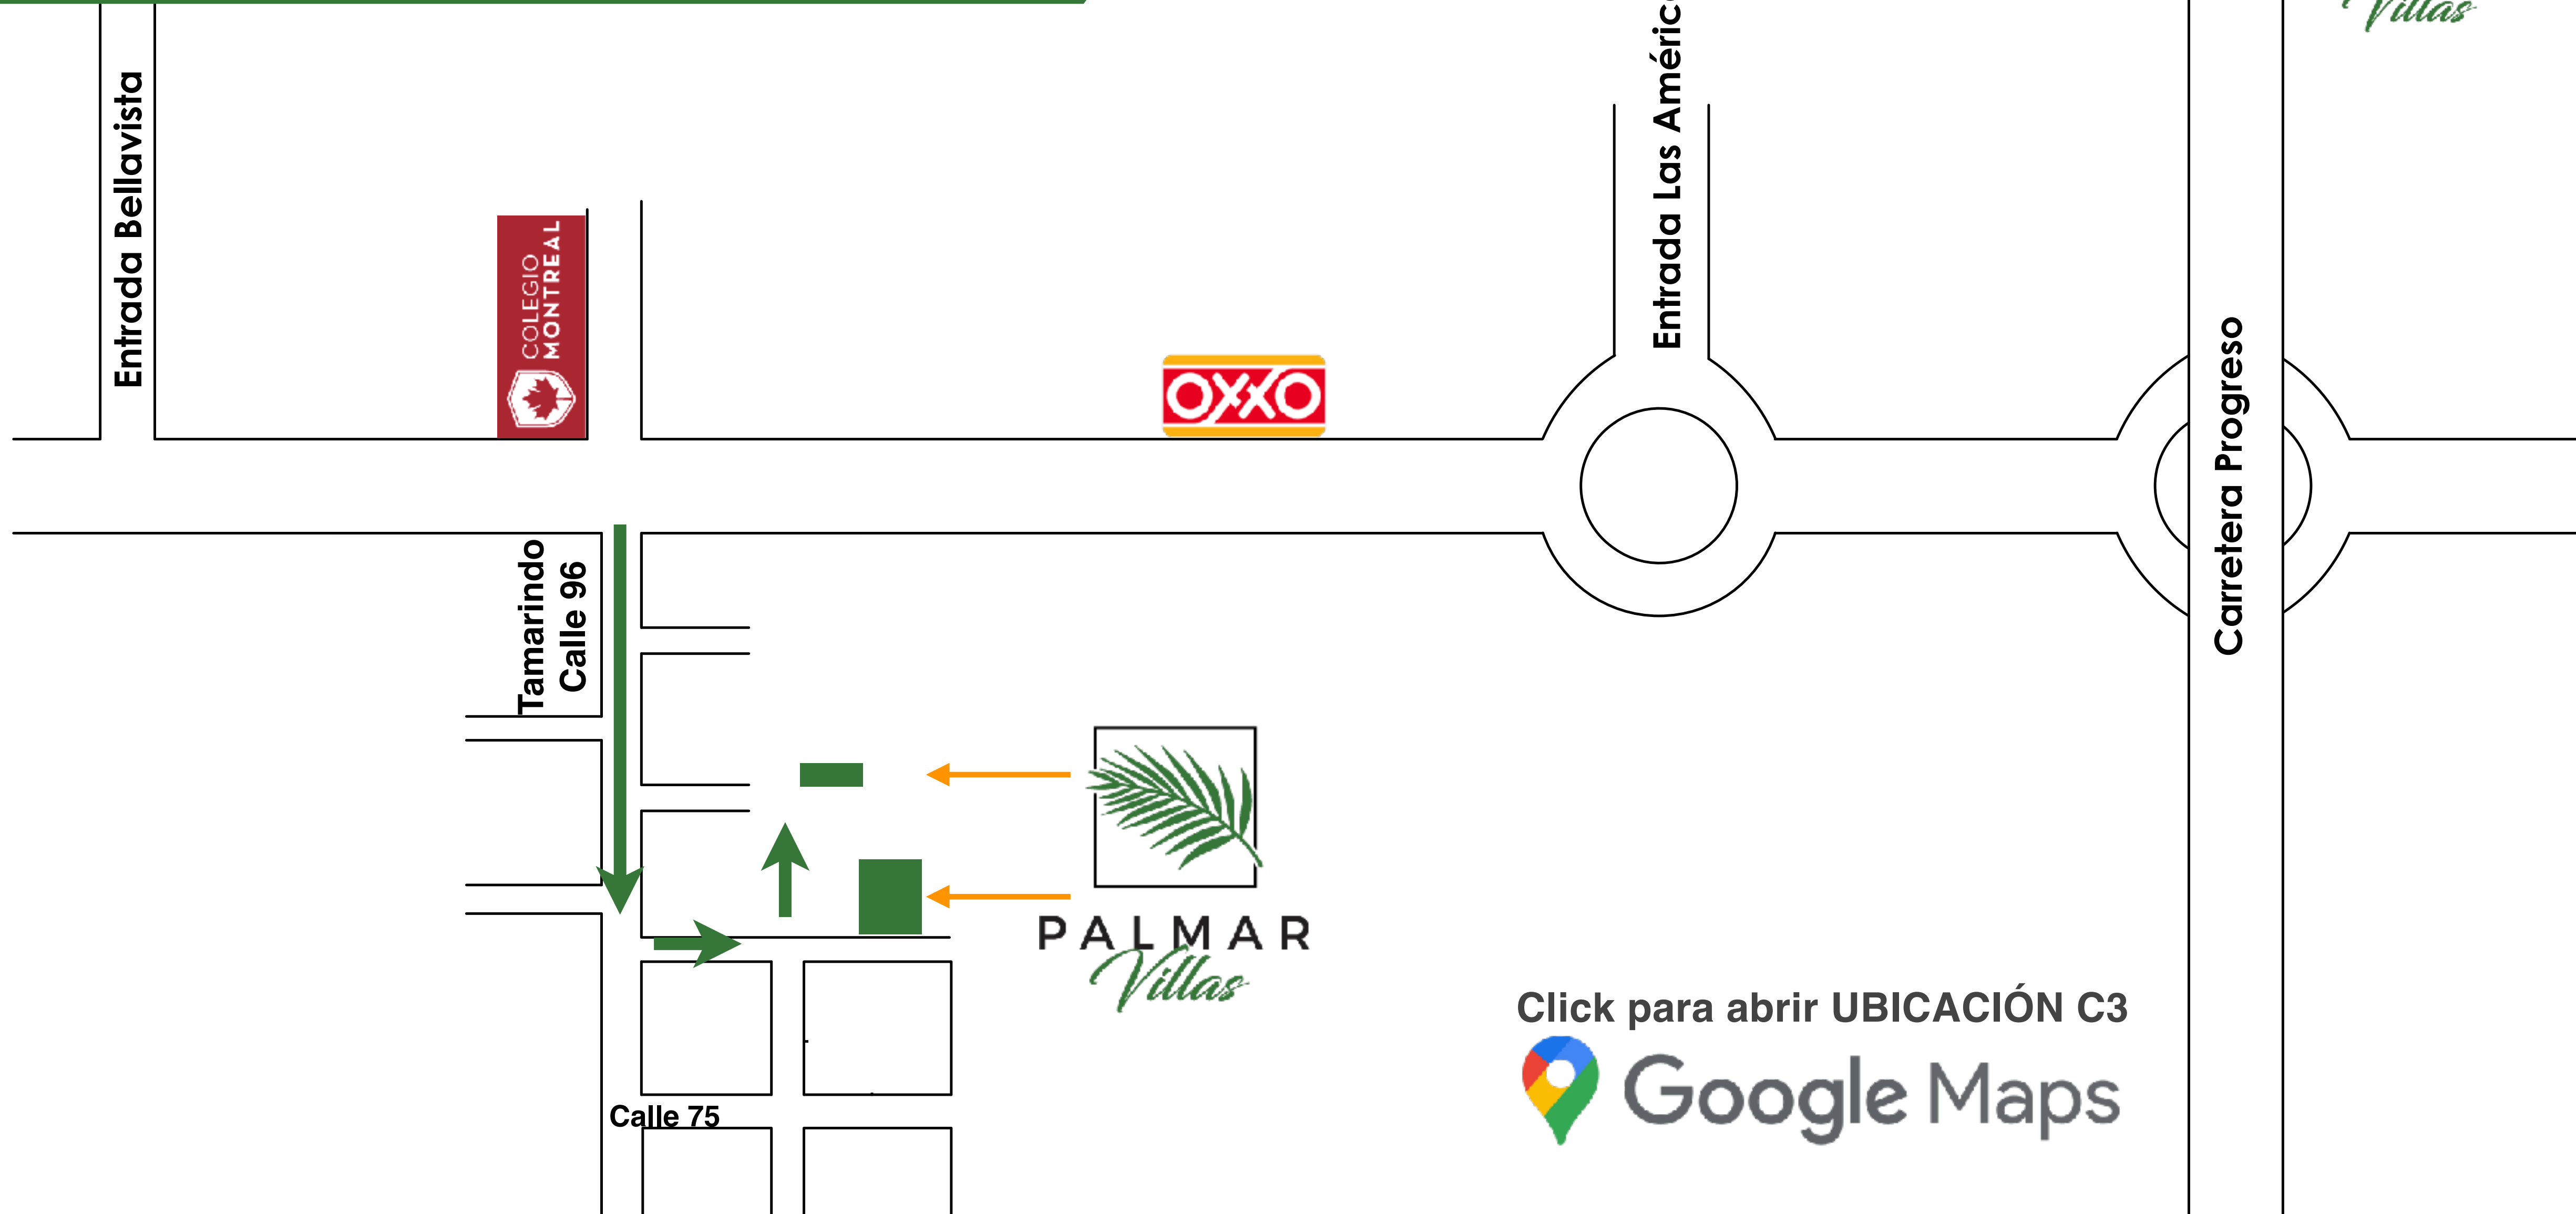 Villas
Entrada Bellavista
COLEGIO
MONTREAL
OXXO
Entrada Las Améric
Carretera Progreso
Tamarindo
Calle 96
PALMAR
Villas
Click para abrir UBICACIÓN C3
Google Maps
Calle 75